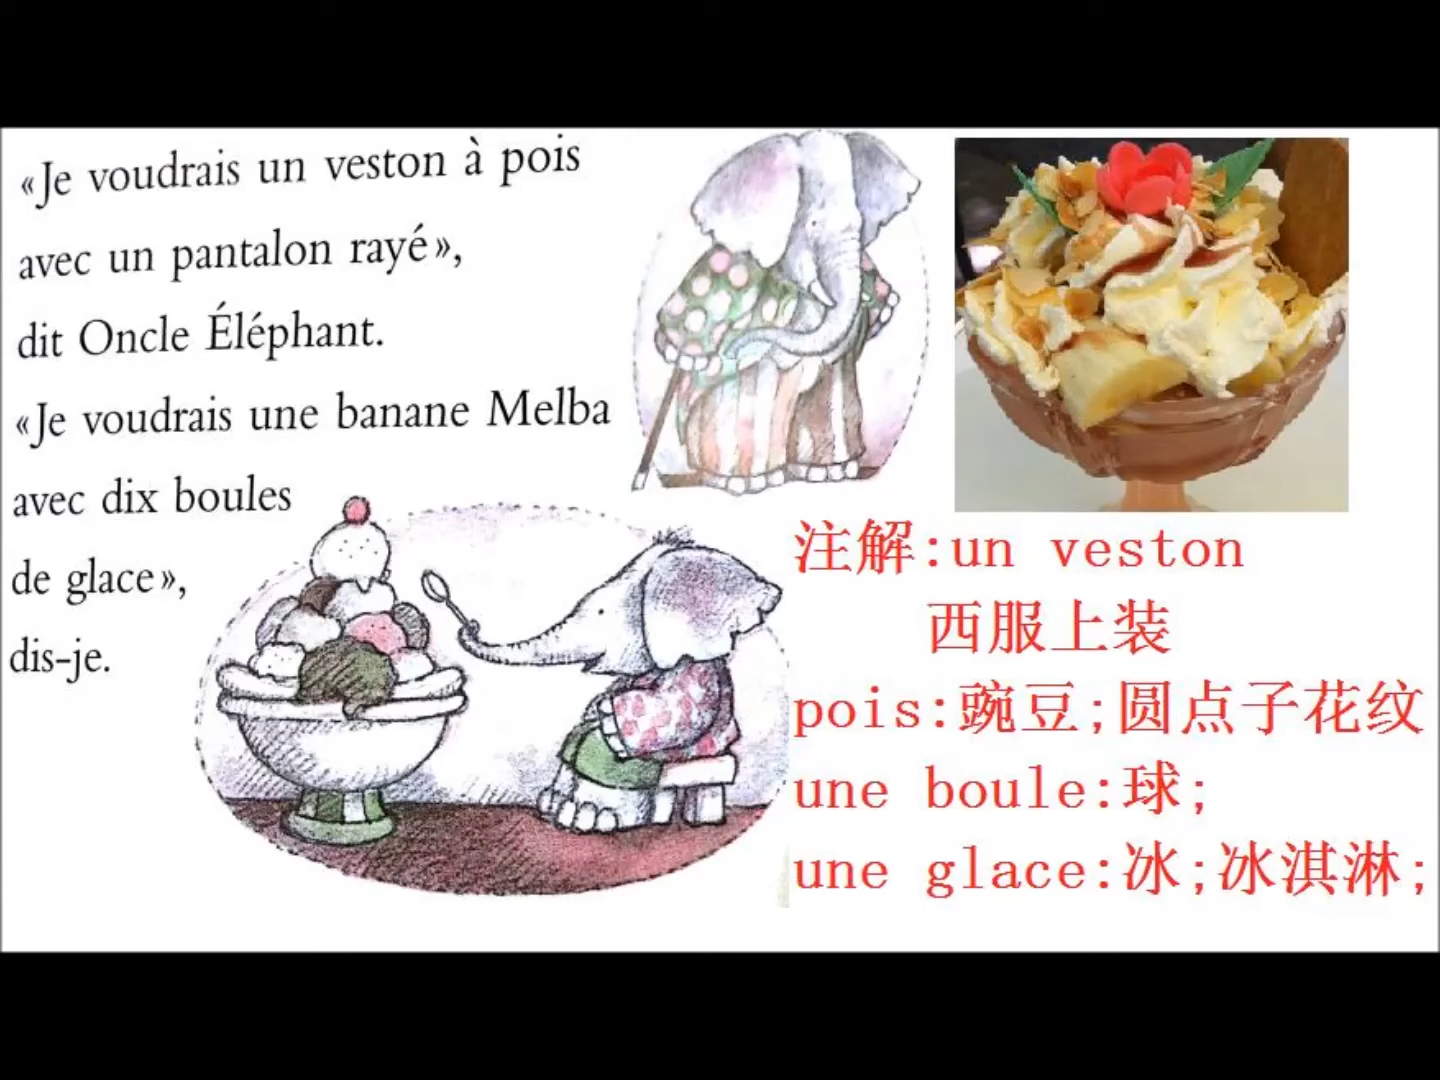 «Je voudrais un veston à pois
avec un pantalon rayé»,
dit Oncle Éléphant.
«Je voudrais une banane Melba
avec dix boules
de glace»,
dis-je.
注解:un veston
西服上装
pois:豌豆;圆点子花纹
une boule:球;
une glace:冰;冰淇淋;